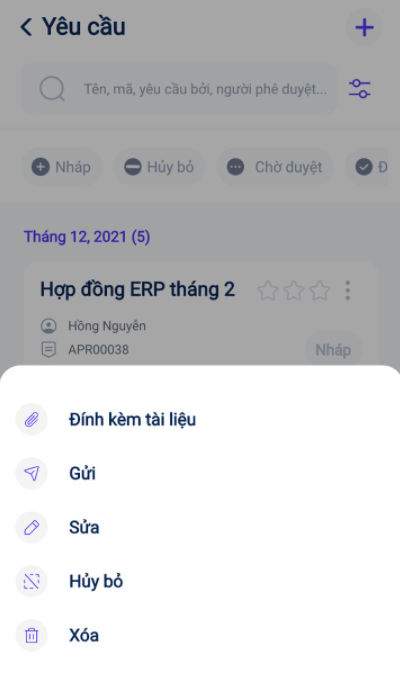 Yêu cầu
Tên, mã, yêu cầu bởi, người phê duyệt...
Nháp Hủy bỏ Chờ duyệt Đ
Tháng 12, 2021 (5)
Hợp đồng ERP tháng 2
Hồng Nguyễn
APR00038
Nháp
Đính kèm tài liệu
Gửi
Sửa
Hủy bỏ
Xóa